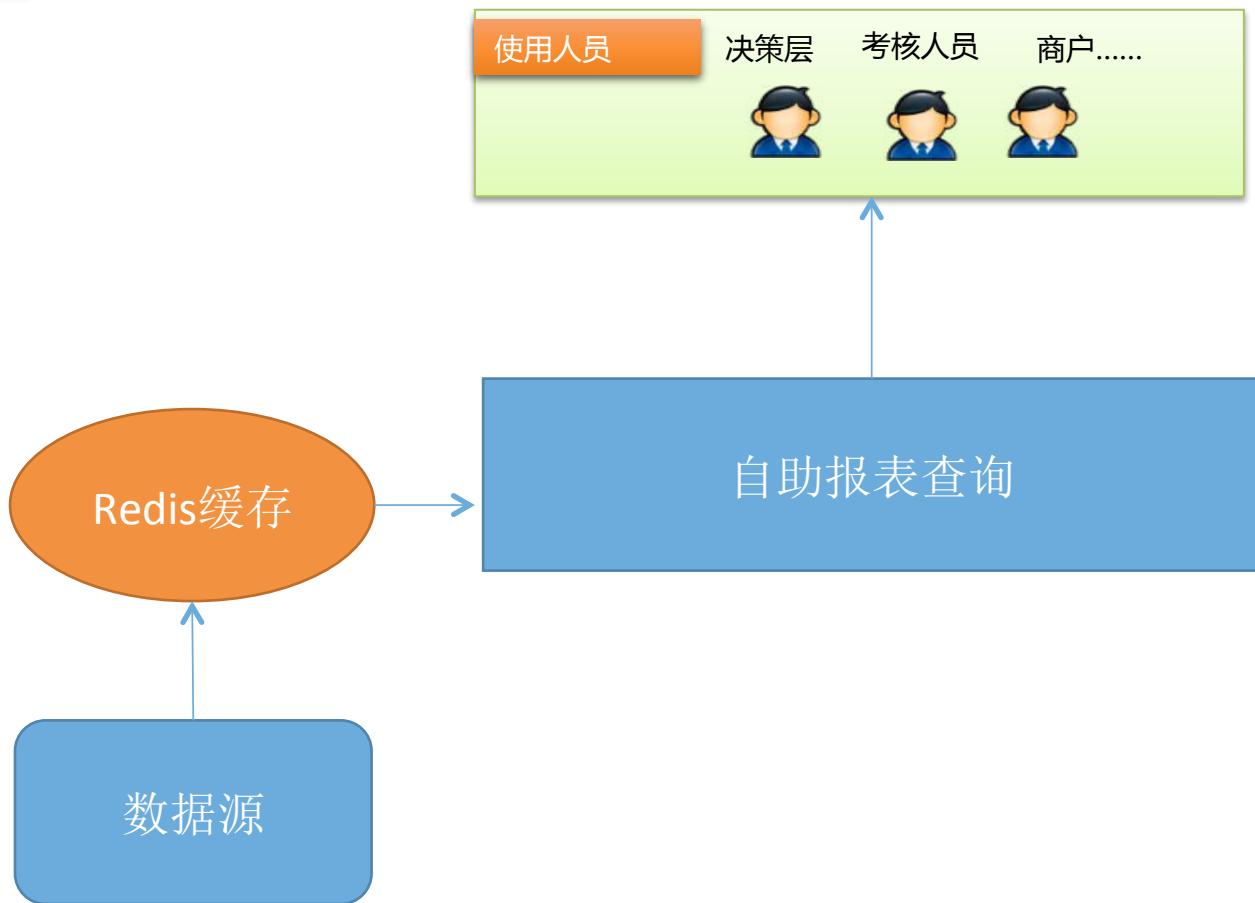 使用人员
决策层
考核人员
商户......
自助报表查询
Redis缓存
数据源